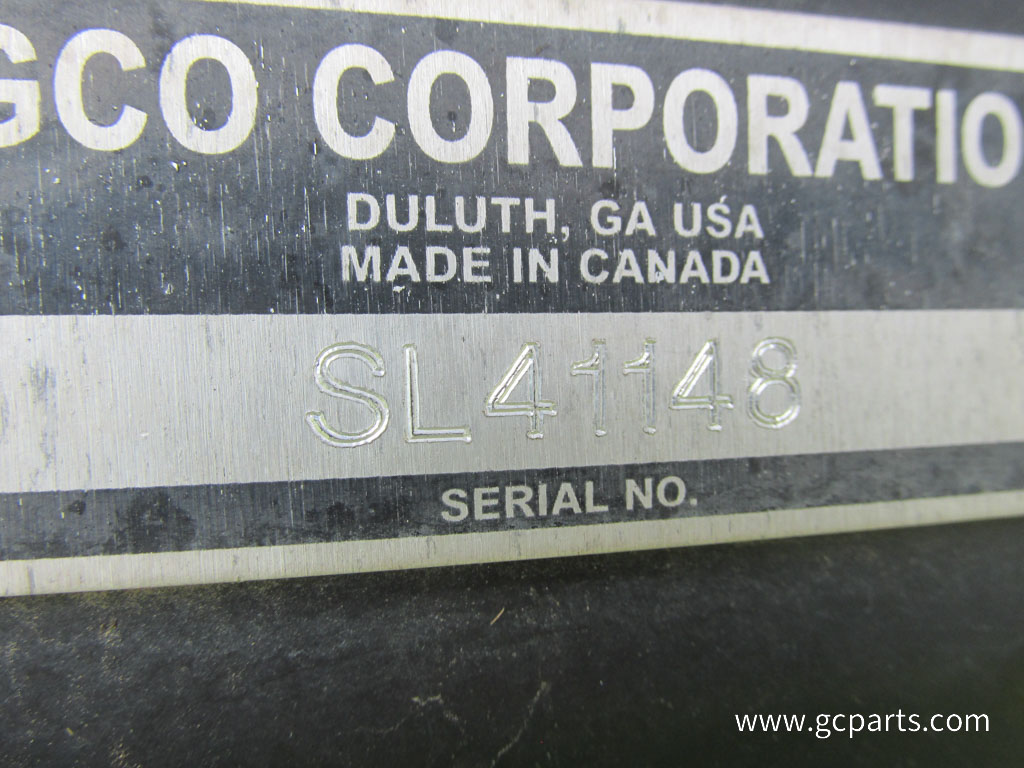 GCO CORPORATIO
DULUTH, GA USA
MADE IN CANADA
SL41148
SERIAL NO.
www.gcparts.com